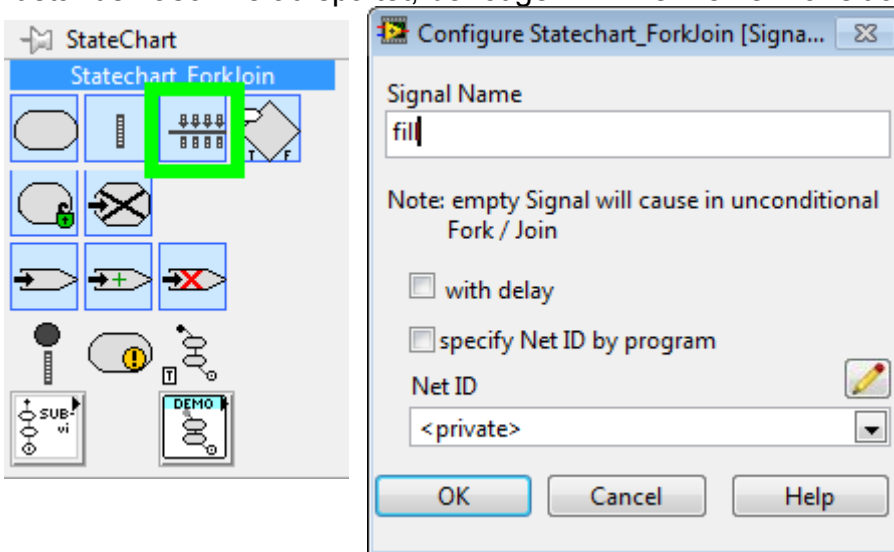 StateChart
Statechart_ForkJoin
T F
T
SUB-
vi
DEMO
Configure Statechart_ForkJoin [Signa...
Signal Name
fill
Note: empty Signal will cause in unconditional
Fork / Join
with delay
specify Net ID by program
Net ID
<private>
OK
Cancel
Help